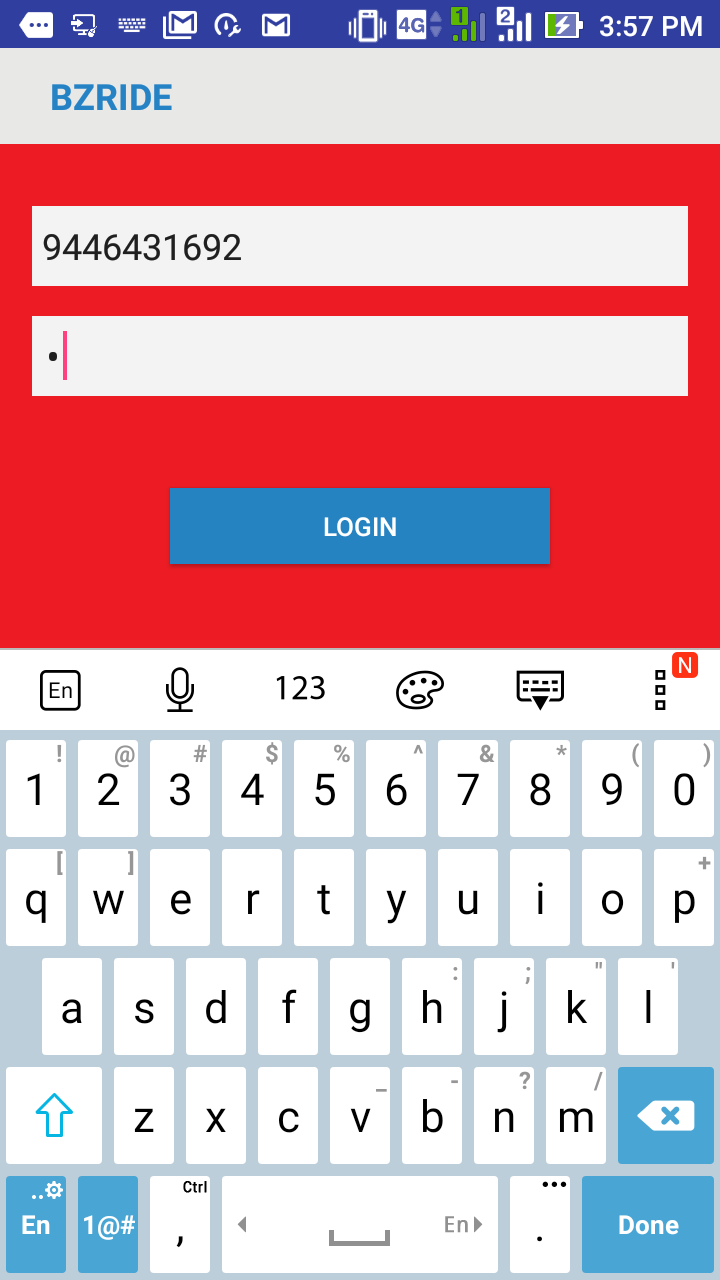 4G 1 2 3:57 PM
BZRIDE
9446431692
•
LOGIN
En 123 N
! @ # $ % ^ & * ( )
1 2 3 4 5 6 7 8 9 0
[ ] +
q w e r t y u i o p
: ; " '
a s d f g h j k l
_ - ? /
z x c v b n m
Ctrl
En 1@# , En . Done